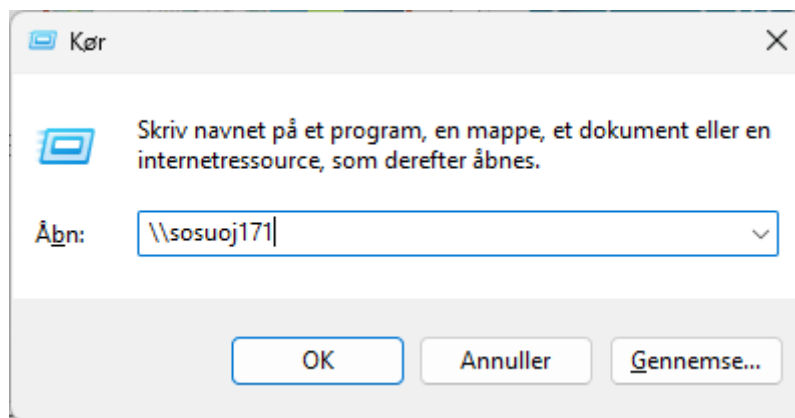 Kør
Skriv navnet på et program, en mappe, et dokument eller en
internetressource, som derefter åbnes.
Åbn: \\sosuoj171
OK Annuller Gennemse...